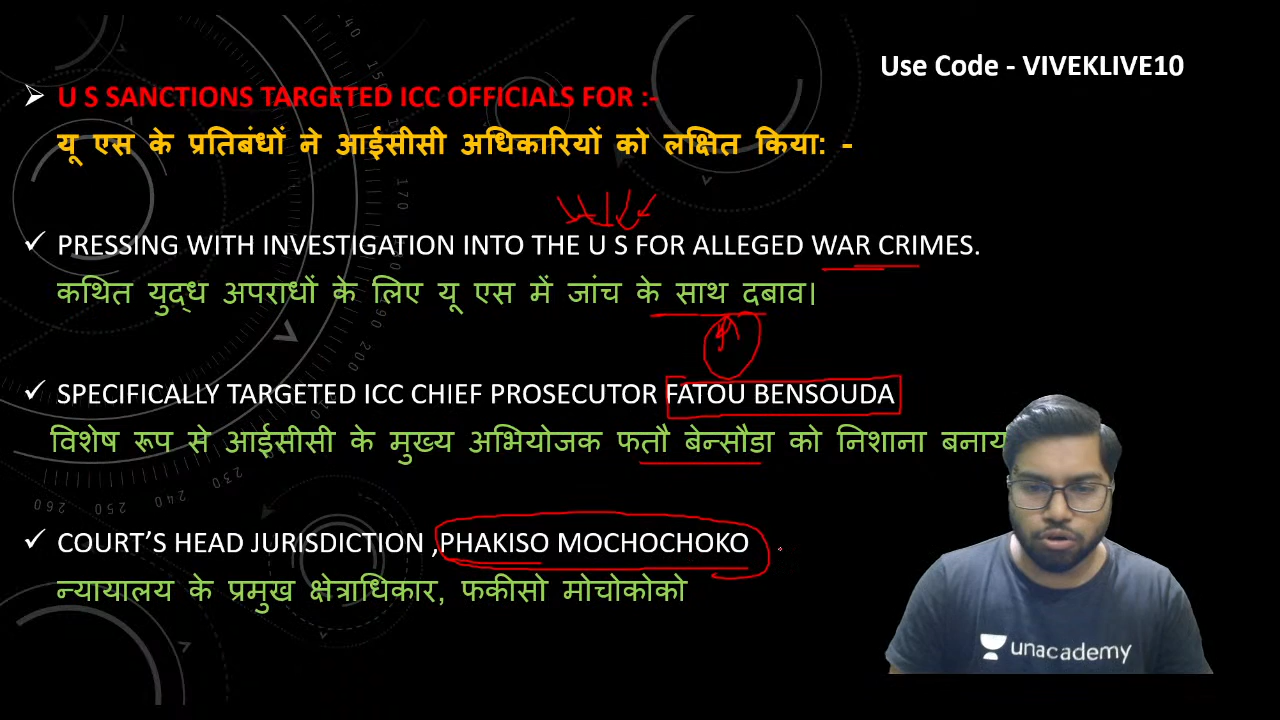 Use Code - VIVEKLIVE10
U S SANCTIONS TARGETED ICC OFFICIALS FOR :-
यू एस के प्रतिबंधों ने आईसीसी अधिकारियों को लक्षित किया: -
PRESSING WITH INVESTIGATION INTO THE U S FOR ALLEGED WAR CRIMES.
कथित युद्ध अपराधों के लिए यू एस में जांच के साथ दबाव।
SPECIFICALLY TARGETED ICC CHIEF PROSECUTOR FATOU BENSOUDA
विशेष रूप से आईसीसी के मुख्य अभियोजक फतौ बेन्सौडा को निशाना
COURT'S HEAD JURISDICTION ,PHAKISO MOCHOCHOKO
न्यायालय के प्रमुख क्षेत्राधिकार, फकीसो मोचोकोको
unacademy